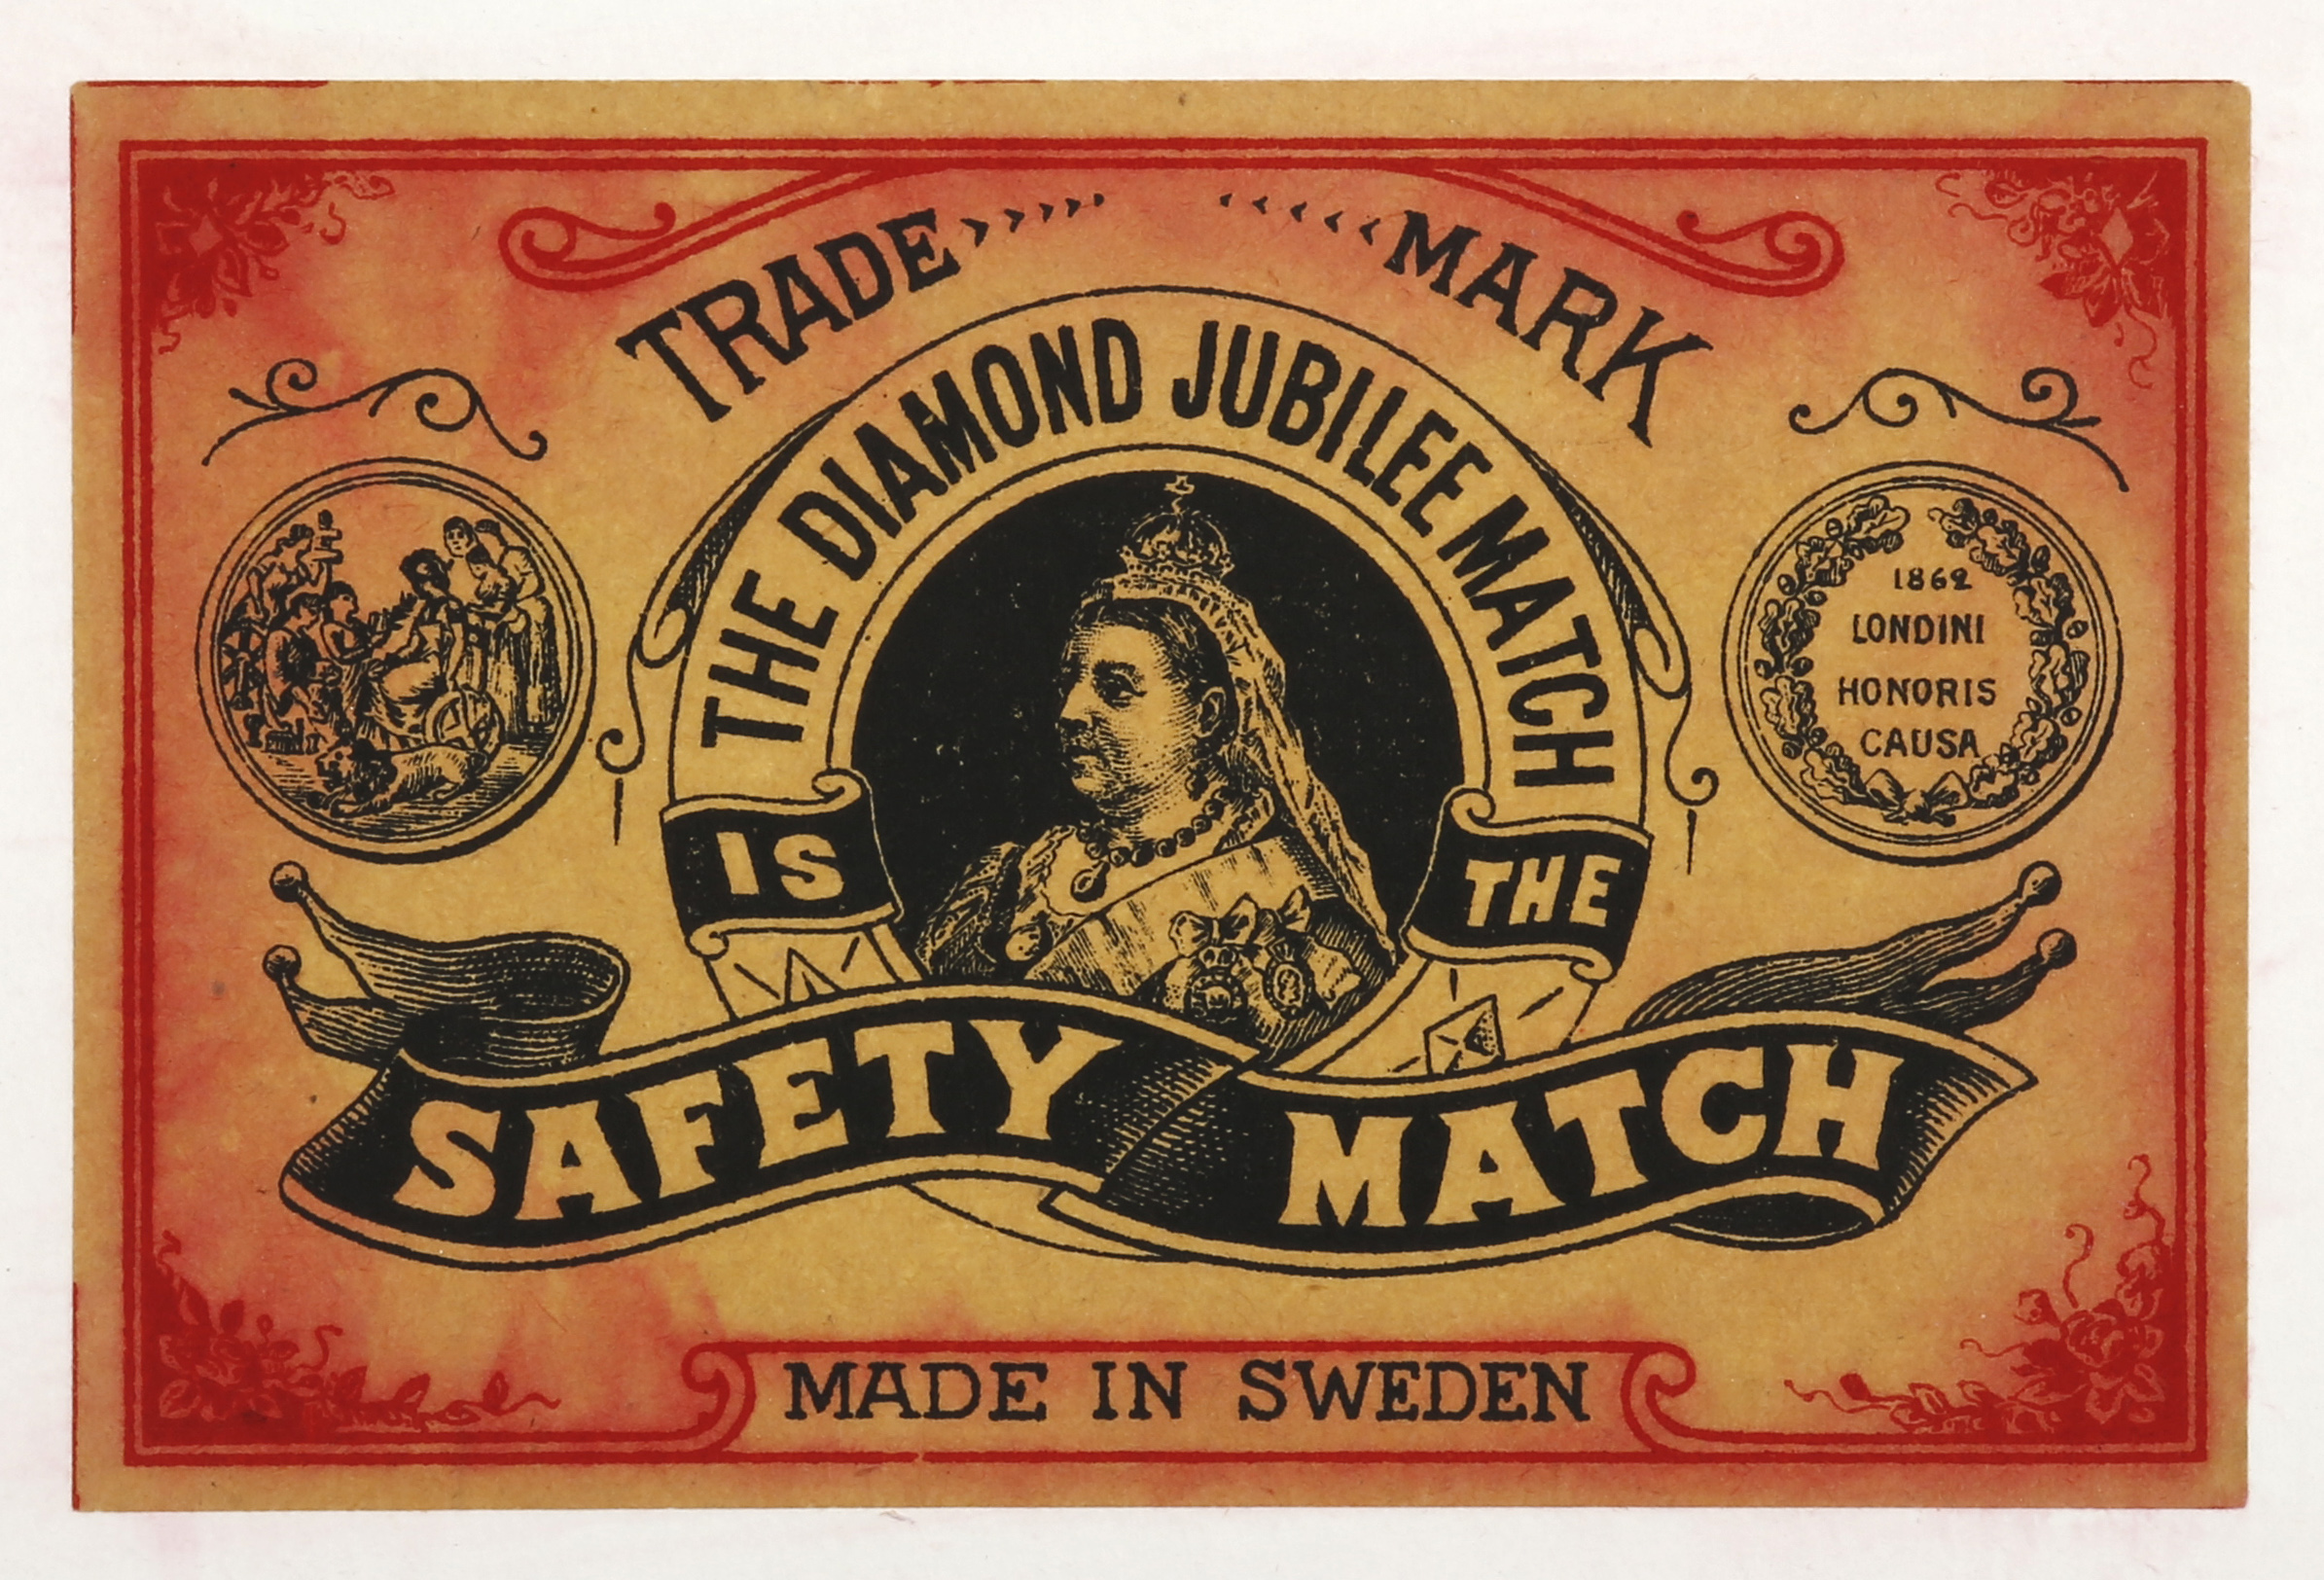 TRADE MARK
THE DIAMOND JUBILEE MATCH
IS THE
SAFETY MATCH
1862
LONDINI
HONORIS
CAUSA
MADE IN SWEDEN